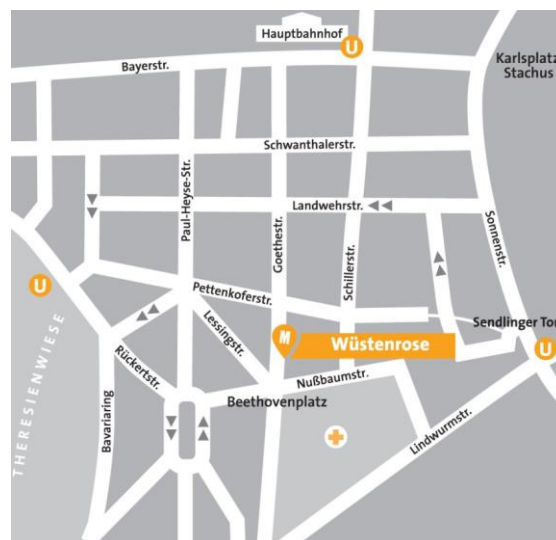 Hauptbahnhof
U
Bayerstr.
Karlsplatz
Stachus
Schwanthalerstr.
Paul-Heyse-Str.
Landwehrstr.
Goethestr.
Schillerstr.
Sonnenstr.
U
Pettenkoferstr.
Lessingstr.
Sendlinger Tor
M
Wüstenrose
U
THERESIENWIESE
Rückertstr.
Bavariaring
Nußbaumstr.
Beethovenplatz
Lindwurmstr.